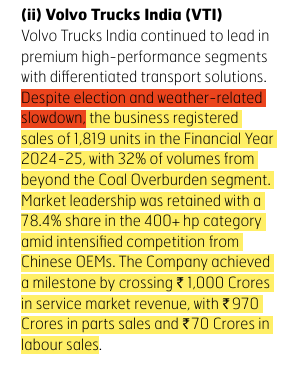 (ii) Volvo Trucks India (VTI)
Volvo Trucks India continued to lead in
premium high-performance segments
with differentiated transport solutions.
Despite election and weather-related
slowdown, the business registered
sales of 1,819 units in the Financial Year
2024-25, with 32% of volumes from
beyond the Coal Overburden segment.
Market leadership was retained with a
78.4% share in the 400+ hp category
amid intensified competition from
Chinese OEMs. The Company achieved
a milestone by crossing ₹ 1,000 Crores
in service market revenue, with ₹ 970
Crores in parts sales and ₹ 70 Crores in
labour sales.